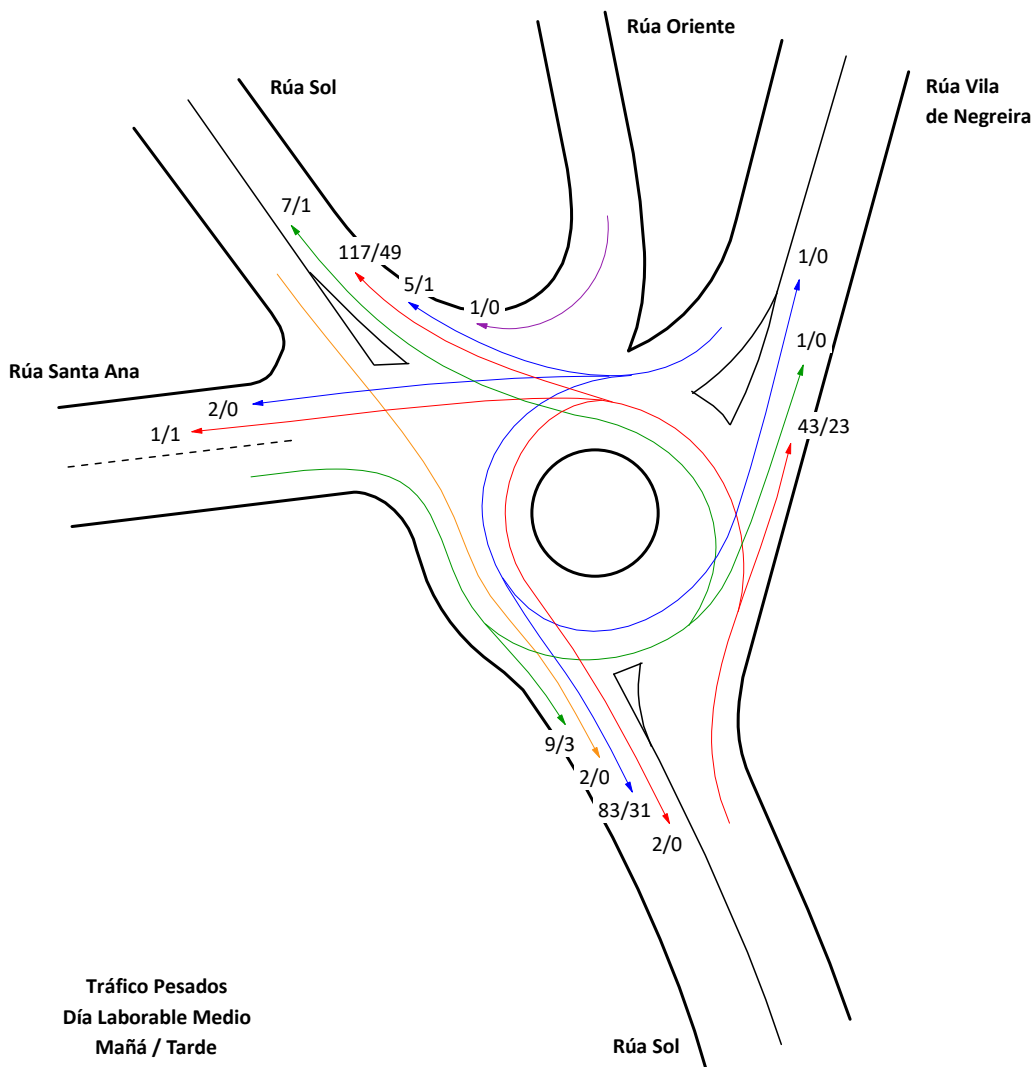 Rúa Oriente
Rúa Sol
Rúa Vila
de Negreira
7/1
117/49
1/0
5/1
1/0
1/0
Rúa Santa Ana
2/0
1/1
43/23
9/3
2/0
83/31
2/0
Tráfico Pesados
Día Laborable Medio
Mañá / Tarde
Rúa Sol